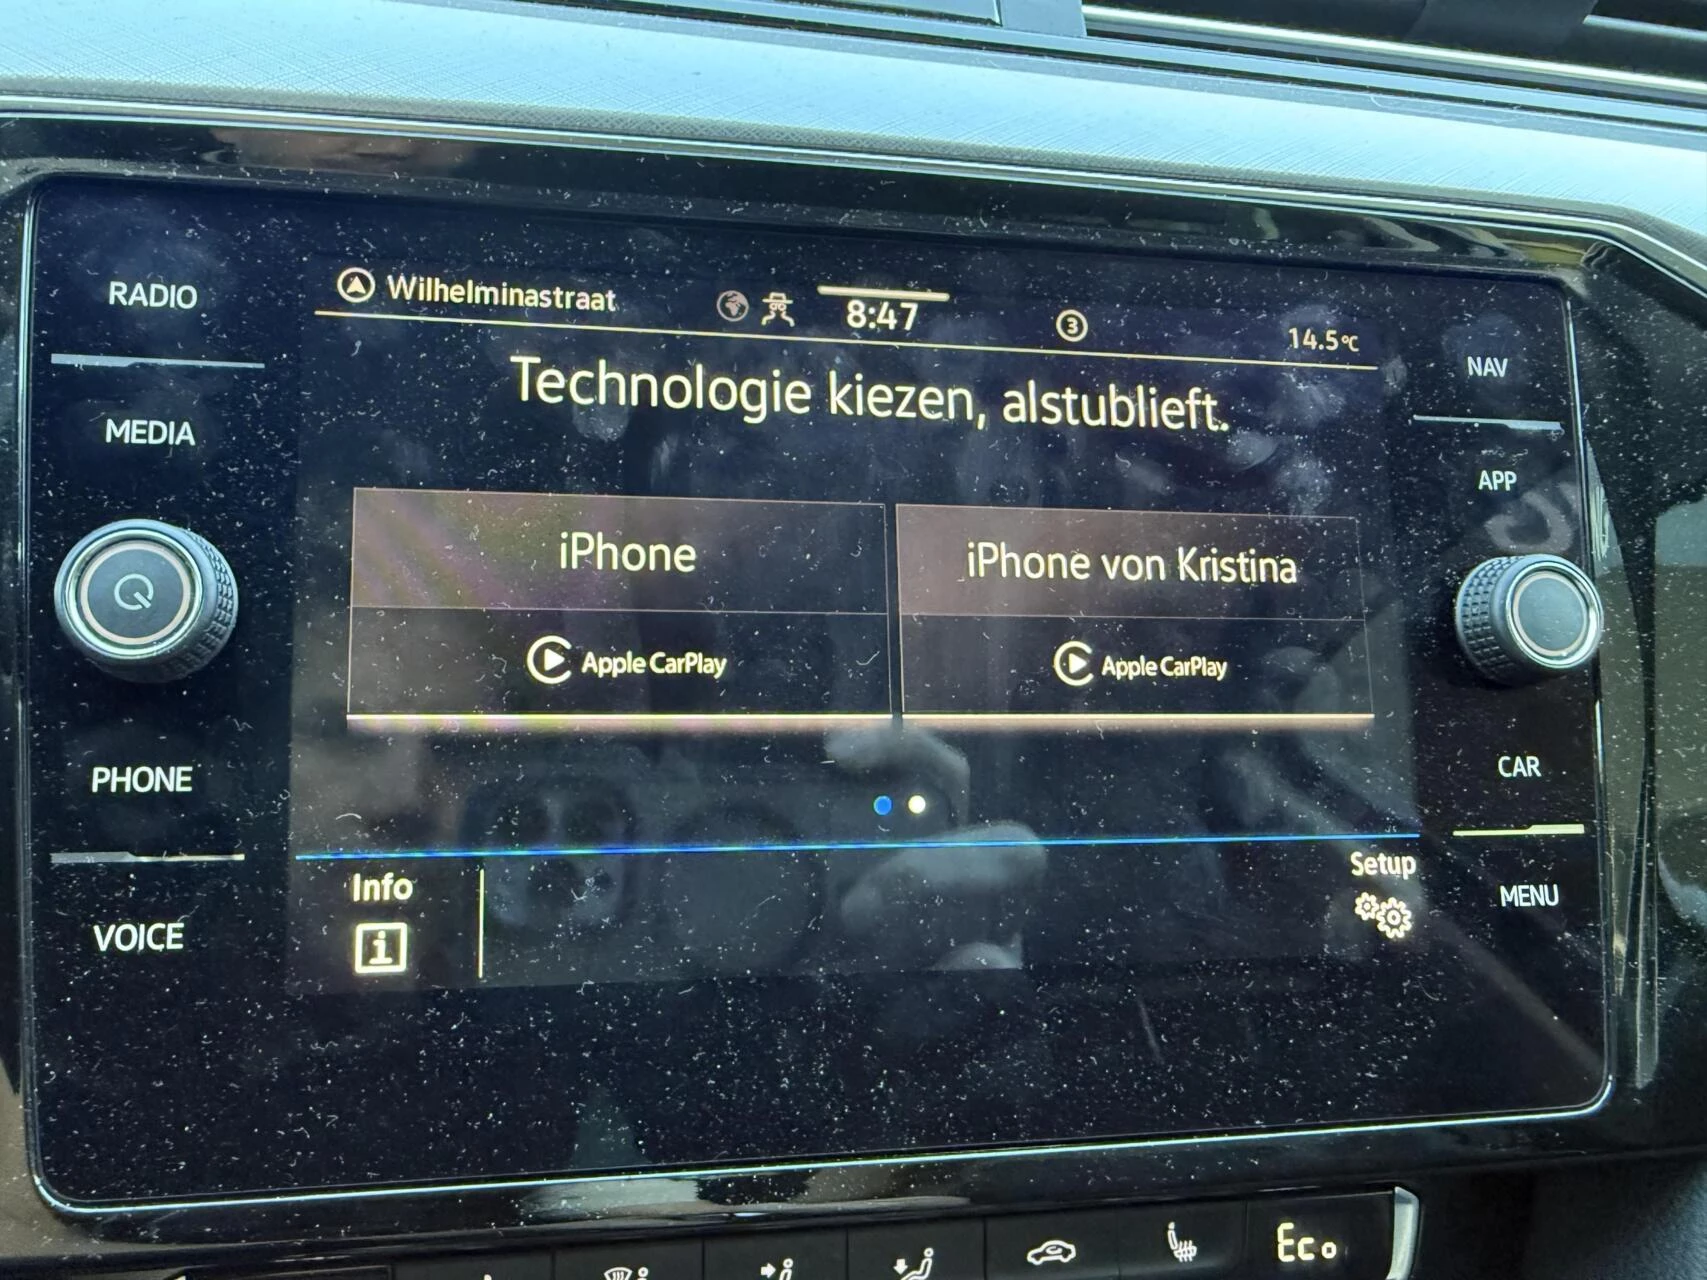 RADIO
MEDIA
PHONE
VOICE
Wilhelminastraat
8:47
3
14.5°C
Technologie kiezen, alstublieft.
iPhone
Apple CarPlay
iPhone von Kristina
Apple CarPlay
Info
i
Setup
NAV
APP
CAR
MENU
Eco